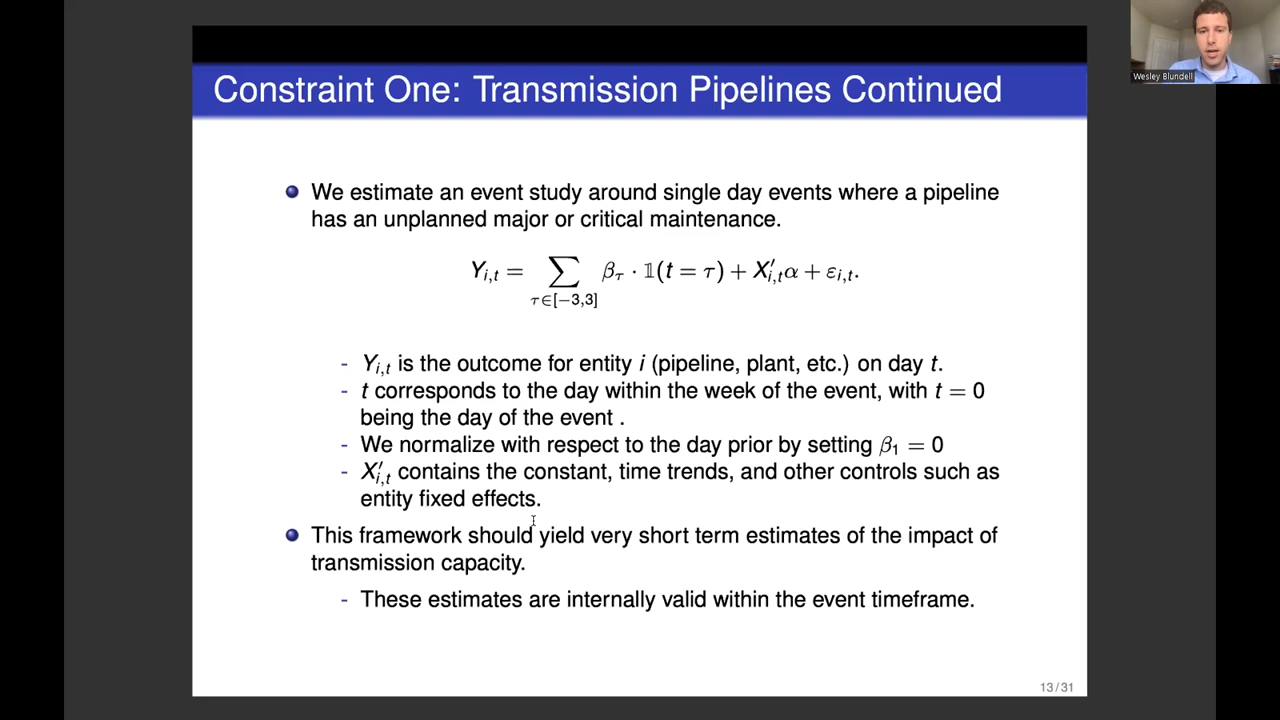 Constraint One: Transmission Pipelines Continued
Wesley Blundell
We estimate an event study around single day events where a pipeline
has an unplanned major or critical maintenance.
Y_{i,t} = ∑_{τ∈[−3,3]} β_τ · 𝟙(t = τ) + X′_{i,t}α + ε_{i,t}.
- Y_{i,t} is the outcome for entity i (pipeline, plant, etc.) on day t.
- t corresponds to the day within the week of the event, with t = 0
being the day of the event .
- We normalize with respect to the day prior by setting β₁ = 0
- X′_{i,t} contains the constant, time trends, and other controls such as
entity fixed effects.
This framework should yield very short term estimates of the impact of
transmission capacity.
- These estimates are internally valid within the event timeframe.
13 / 31